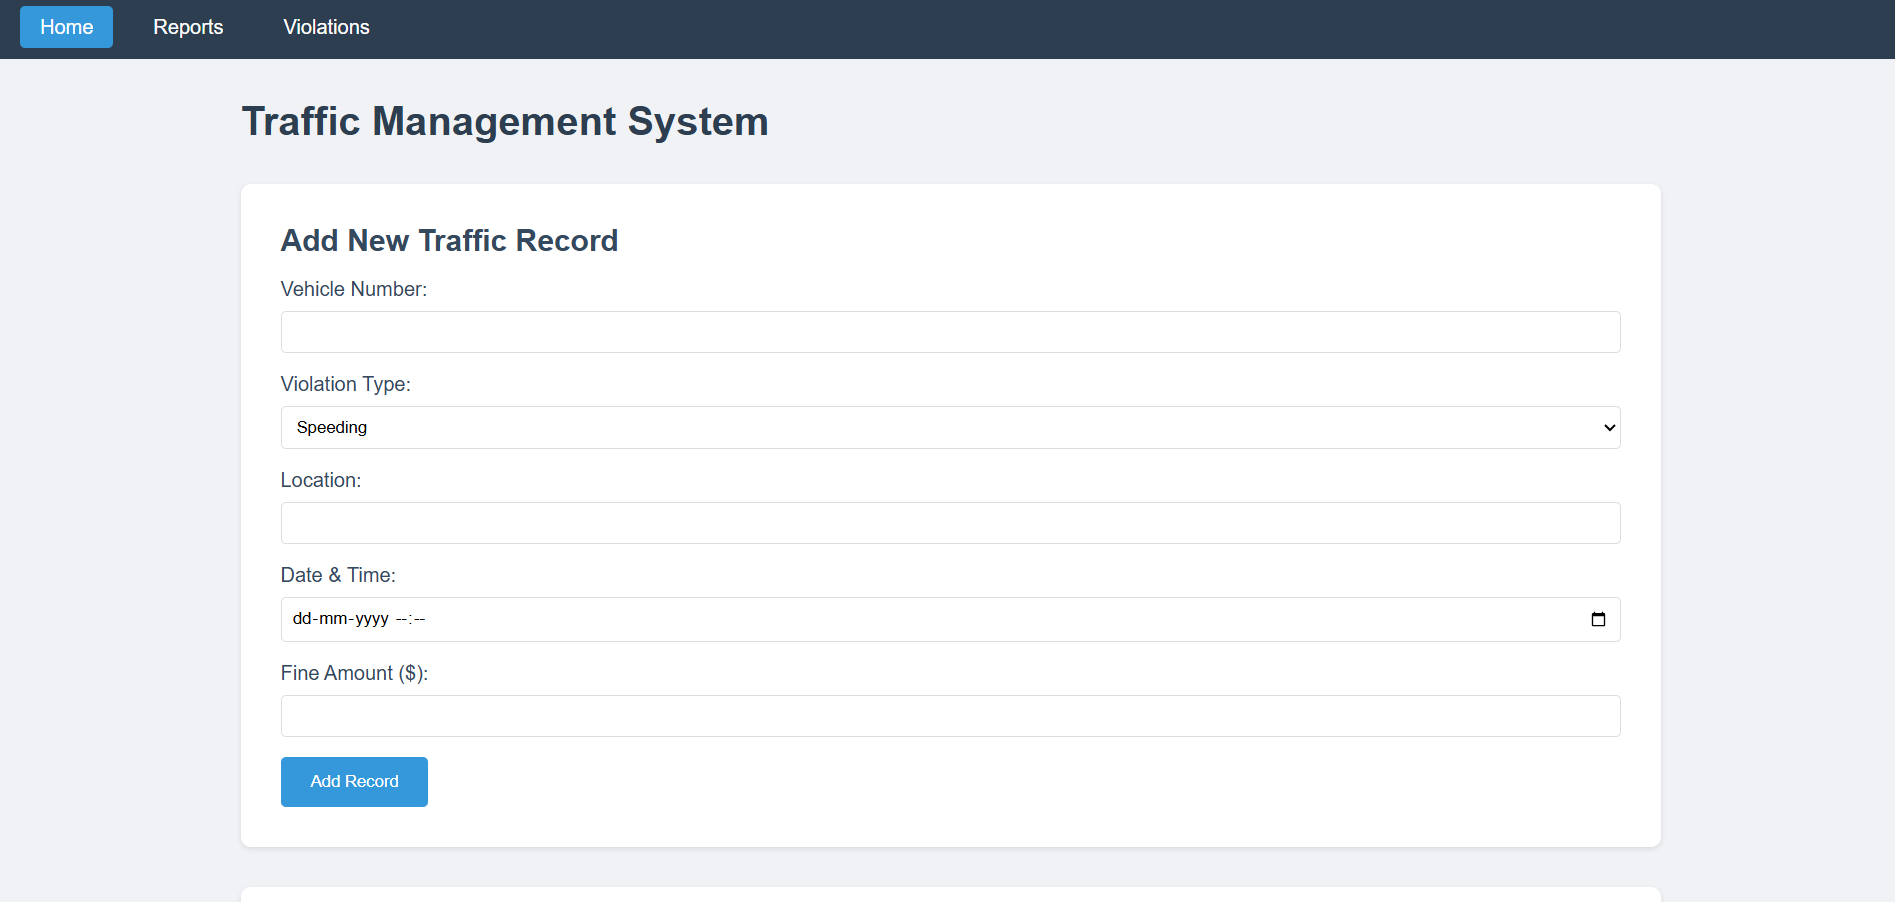 Home Reports Violations
Traffic Management System
Add New Traffic Record
Vehicle Number:
Violation Type:
Speeding
Location:
Date & Time:
dd-mm-yyyy --:--
Fine Amount ($):
Add Record